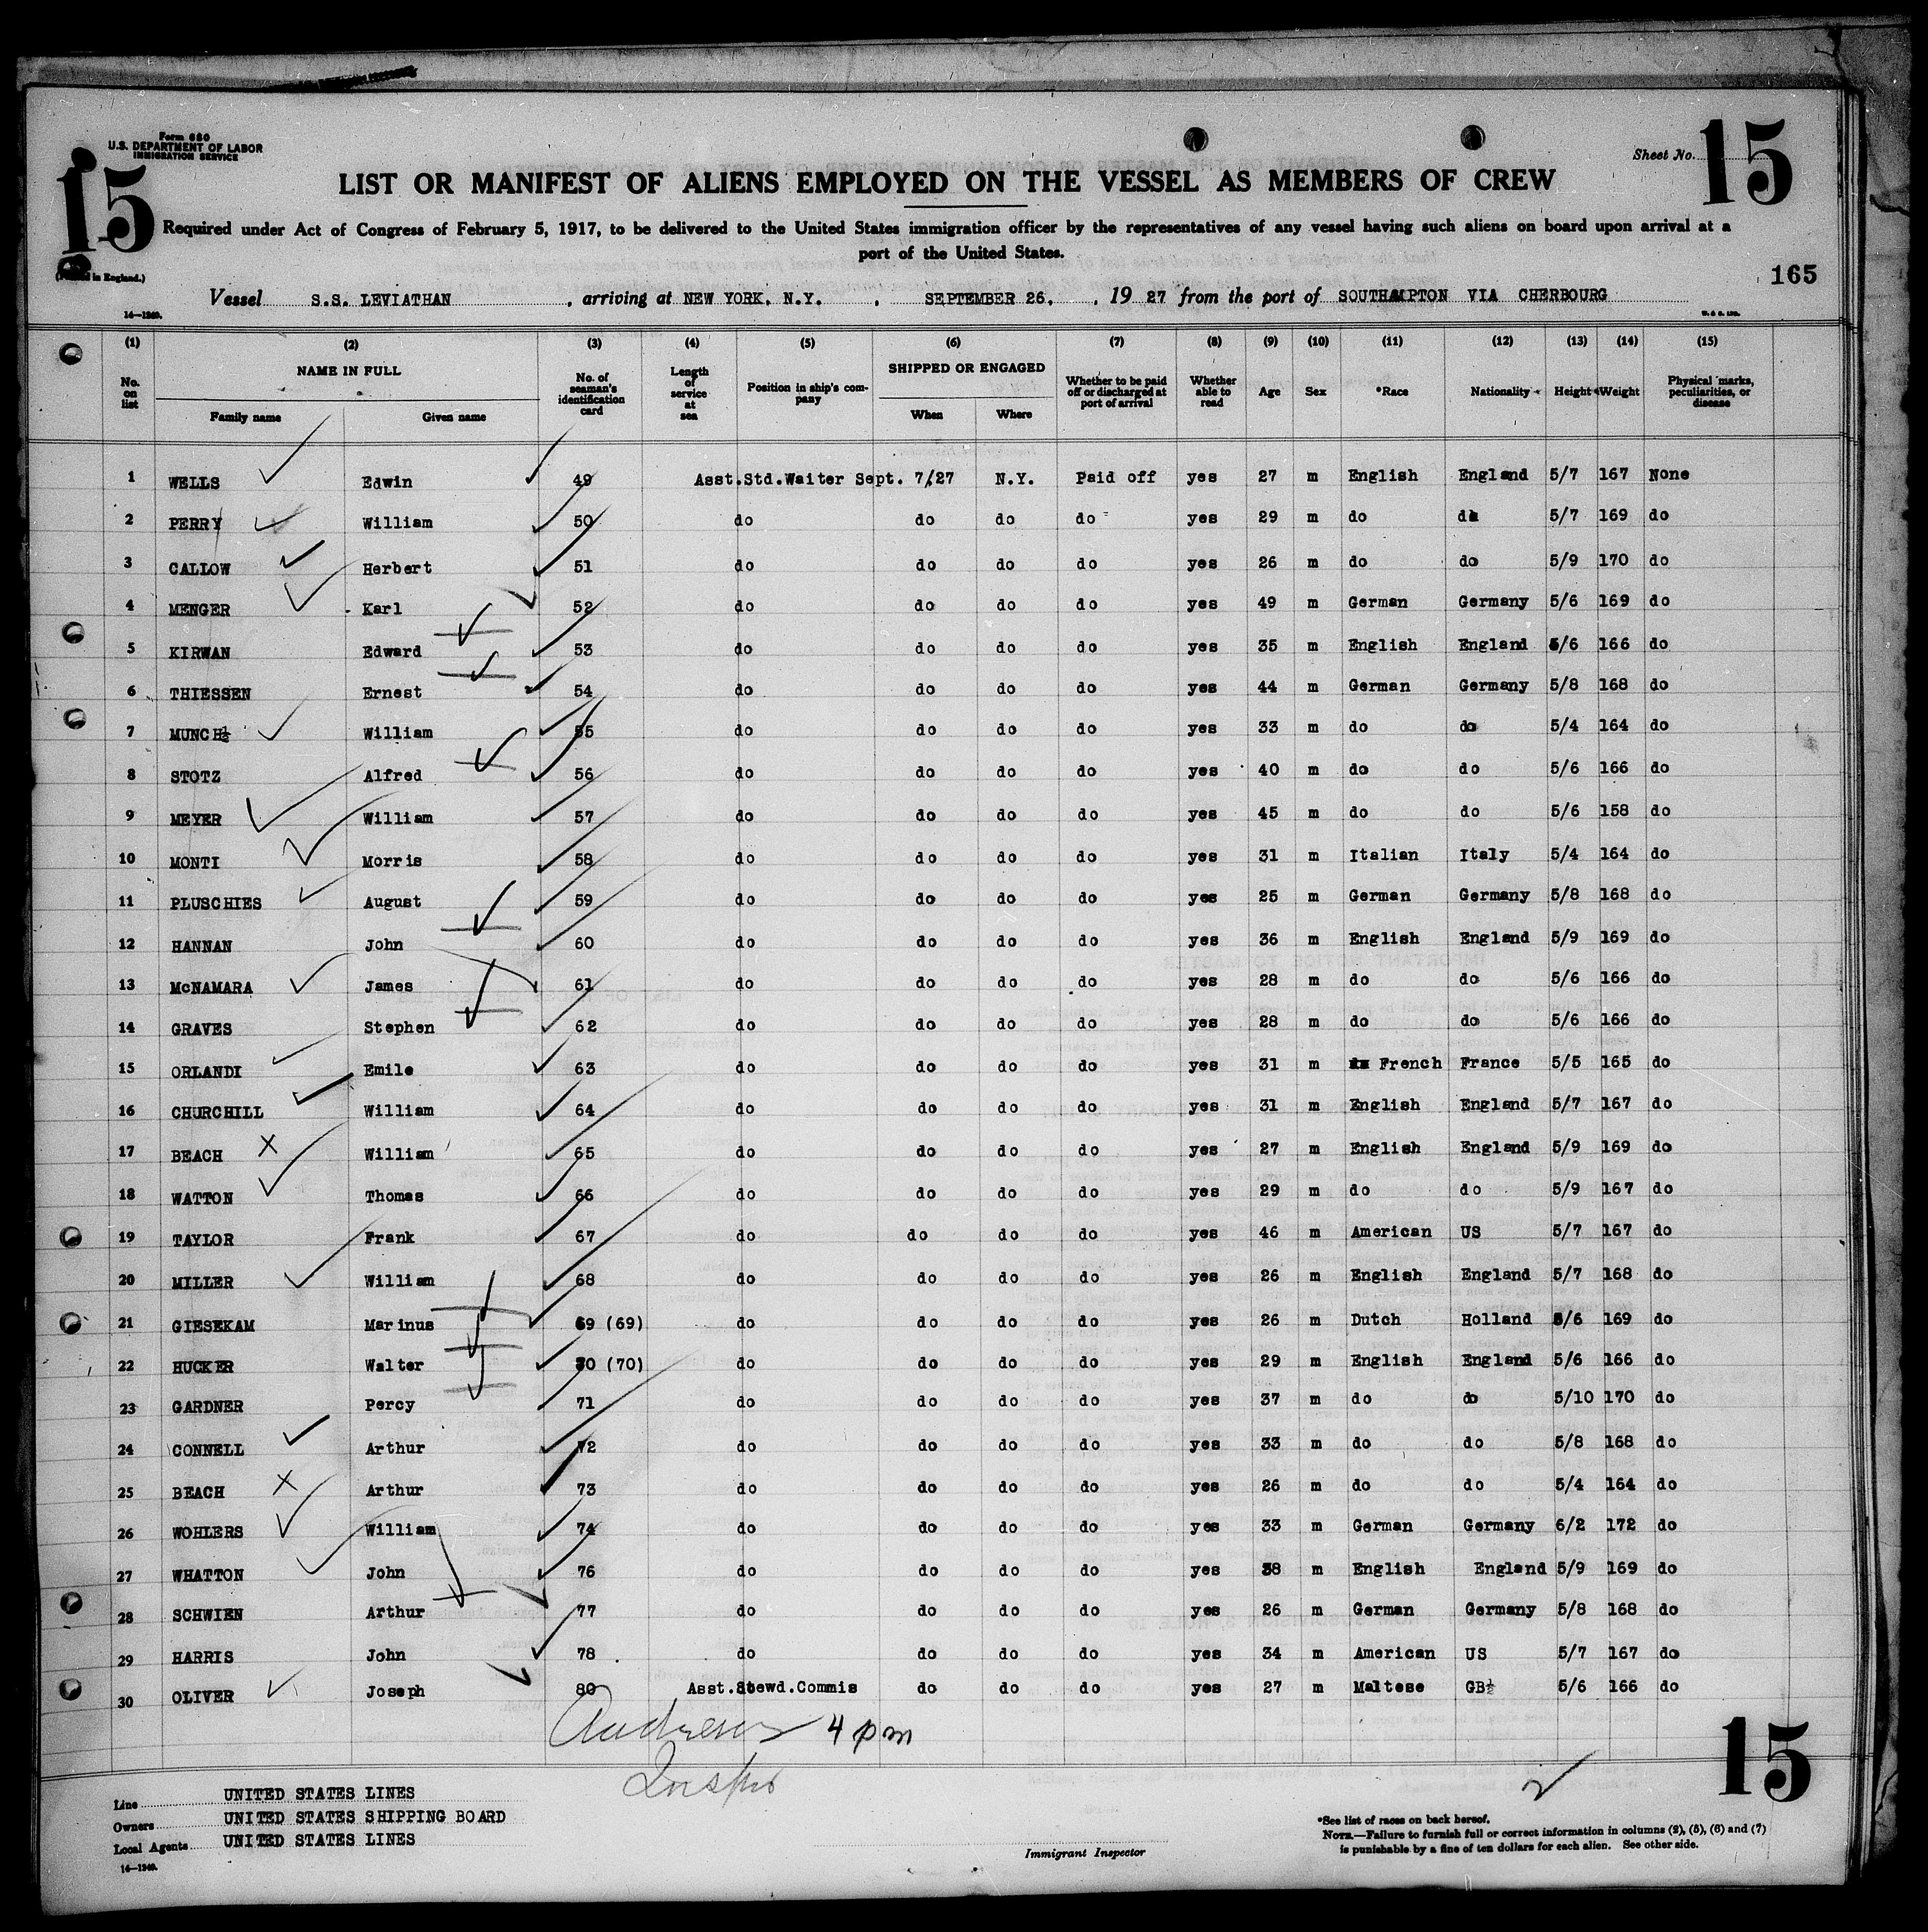 Form 680
U.S. DEPARTMENT OF LABOR
IMMIGRATION SERVICE
15
Sheet No. 15
LIST OR MANIFEST OF ALIENS EMPLOYED ON THE VESSEL AS MEMBERS OF CREW
Required under Act of Congress of February 5, 1917, to be delivered to the United States immigration officer by the representatives of any vessel having such aliens on board upon arrival at a
port of the United States.
in England.)
165
Vessel S.S. LEVIATHAN, arriving at NEW YORK, N.Y., SEPTEMBER 26, 19 27 from the port of SOUTHAMPTON VIA CHERBOURG
14—1240. W. & S. LTD.
(1) (2) (3) (4) (5) (6) (7) (8) (9) (10) (11) (12) (13) (14) (15)
No. on list NAME IN FULL Family name Given name No. of seaman's identification card Length of service at sea Position in ship's company SHIPPED OR ENGAGED When Where Whether to be paid off or discharged at port of arrival Whether able to read Age Sex *Race Nationality Height Weight Physical marks, peculiarities, or disease
1 WELLS Edwin 49 Asst.Std.Waiter Sept. 7/27 N.Y. Paid off yes 27 m English England 5/7 167 None
2 PERRY William 50 do do do do yes 29 m do do 5/7 169 do
3 CALLOW Herbert 51 do do do do yes 26 m do do 5/9 170 do
4 MENGER Karl 52 do do do do yes 49 m German Germany 5/6 169 do
5 KIRWAN Edward 53 do do do do yes 35 m English England 5/6 166 do
6 THIESSEN Ernest 54 do do do do yes 44 m German Germany 5/8 168 do
7 MUNCH William 55 do do do do yes 33 m do do 5/4 164 do
8 STOTZ Alfred 56 do do do do yes 40 m do do 5/6 166 do
9 MEYER William 57 do do do do yes 45 m do do 5/6 158 do
10 MONTI Morris 58 do do do do yes 31 m Italian Italy 5/4 164 do
11 PLUSCHIES August 59 do do do do yes 25 m German Germany 5/8 168 do
12 HANNAN John 60 do do do do yes 36 m English England 5/9 169 do
13 McNAMARA James 61 do do do do yes 28 m do do 5/6 166 do
14 GRAVES Stephen 62 do do do do yes 28 m do do 5/6 166 do
15 ORLANDI Emile 63 do do do do yes 31 m French France 5/5 165 do
16 CHURCHILL William 64 do do do do yes 31 m English England 5/7 167 do
17 BEACH X William 65 do do do do yes 27 m English England 5/9 169 do
18 WATTON Thomas 66 do do do do yes 29 m do do 5/9 167 do
19 TAYLOR Frank 67 do do do do yes 46 m American US 5/7 167 do
20 MILLER William 68 do do do do yes 26 m English England 5/7 168 do
21 GIESEKAM Marinus 69 (69) do do do do yes 26 m Dutch Holland 5/6 169 do
22 HUCKER Walter 70 (70) do do do do yes 29 m English England 5/6 166 do
23 GARDNER Percy 71 do do do do yes 37 m do do 5/10 170 do
24 CONNELL Arthur 72 do do do do yes 33 m do do 5/8 168 do
25 BEACH X Arthur 73 do do do do yes 26 m do do 5/4 164 do
26 WOHLERS William 74 do do do do yes 33 m German Germany 6/2 172 do
27 WHATTON John 76 do do do do yes 38 m English England 5/9 169 do
28 SCHWIEN Arthur 77 do do do do yes 26 m German Germany 5/8 168 do
29 HARRIS John 78 do do do do yes 34 m American US 5/7 167 do
30 OLIVER Joseph 80 Asst.Stewd.Commis do do do yes 27 m Maltese GB 5/6 166 do
Andrews 4 pm
15
Line UNITED STATES LINES
Owners UNITED STATES SHIPPING BOARD
Local Agents UNITED STATES LINES
14—1240.
Immigrant Inspector
*See list of races on back hereof.
NOTE.—Failure to furnish full or correct information in columns (2), (5), (6) and (7)
is punishable by a fine of ten dollars for each alien. See other side.